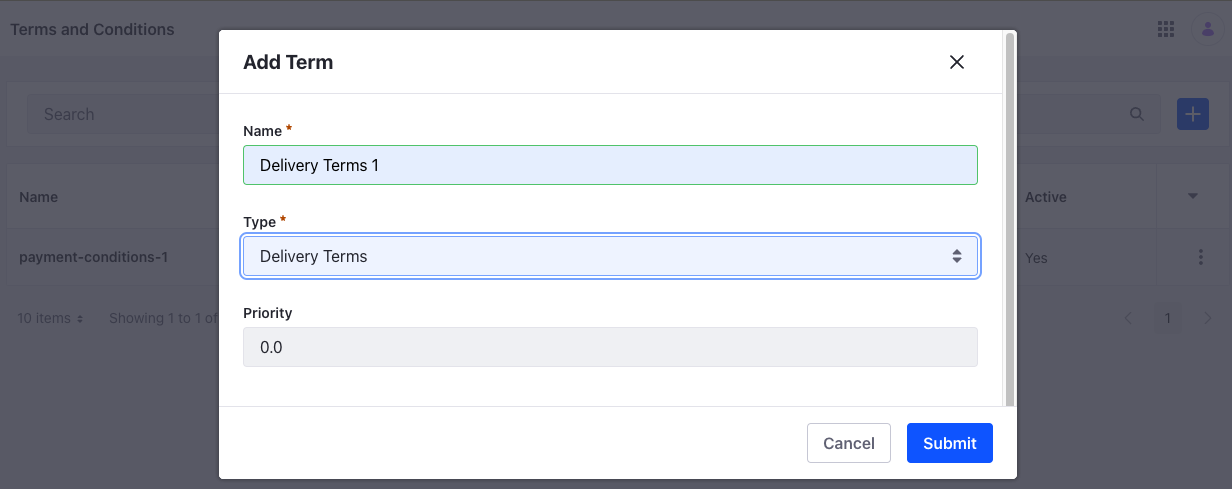 Terms and Conditions
Add Term
Search
Name *
Delivery Terms 1
Name
Active
Type *
Delivery Terms
payment-conditions-1
Yes
Priority
10 items
Showing 1 to 1 of
1
0.0
Cancel
Submit